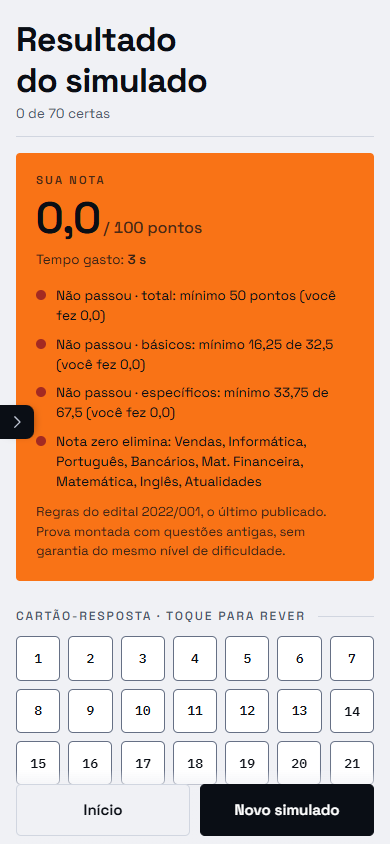 Resultado
do simulado
0 de 70 certas
SUA NOTA
0,0 / 100 pontos
Tempo gasto: 3 s
Não passou · total: mínimo 50 pontos (você
fez 0,0)
Não passou · básicos: mínimo 16,25 de 32,5
(você fez 0,0)
Não passou · específicos: mínimo 33,75 de
67,5 (você fez 0,0)
Nota zero elimina: Vendas, Informática,
Português, Bancários, Mat. Financeira,
Matemática, Inglês, Atualidades
Regras do edital 2022/001, o último publicado.
Prova montada com questões antigas, sem
garantia do mesmo nível de dificuldade.
CARTÃO-RESPOSTA · TOQUE PARA REVER
1 2 3 4 5 6 7
8 9 10 11 12 13 14
15 16 17 18 19 20 21
Início Novo simulado